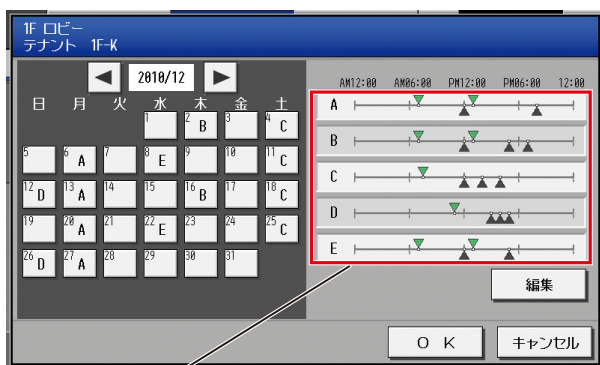 1F ロビー
テナント 1F-K
2010/12
日 月 火 水 木 金 土
1 2 B 3 4 C
5 6 A 7 8 E 9 10 11 C
12 D 13 A 14 15 16 B 17 18 C
19 20 A 21 22 E 23 24 25 C
26 D 27 A 28 29 30 31
AM12:00 AM06:00 PM12:00 PM06:00 12:00
A
B
C
D
E
編集
OK キャンセル